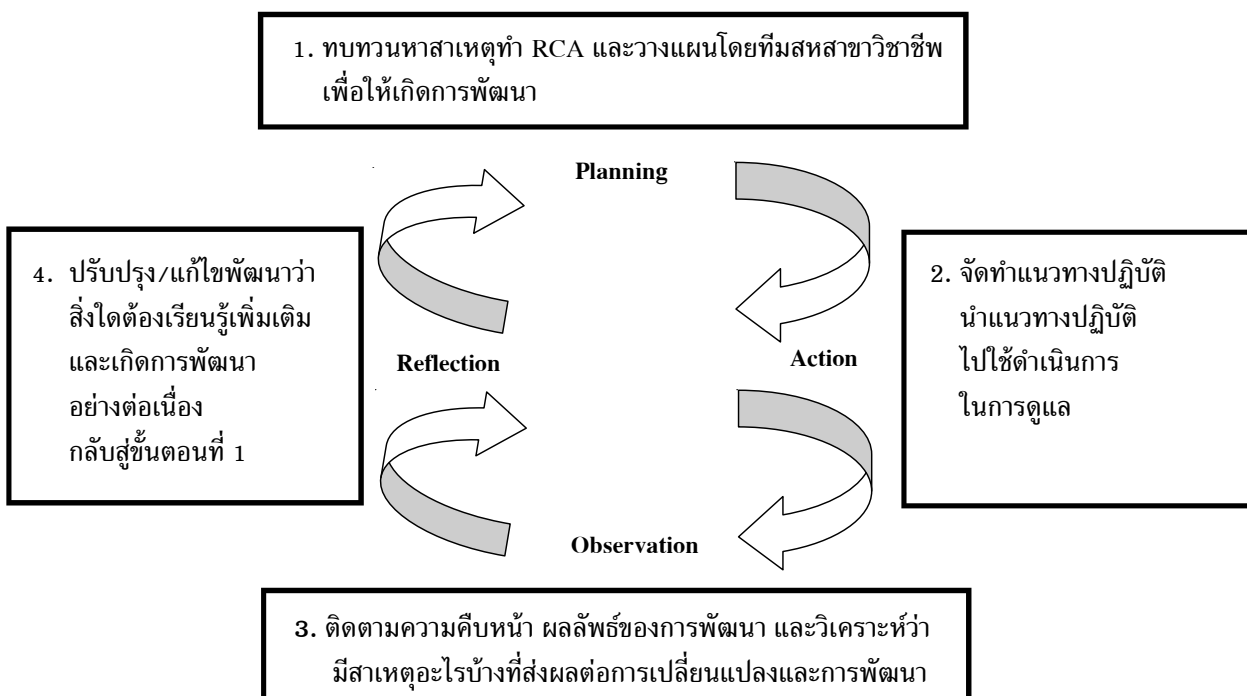 1. ทบทวนหาสาเหตุทำ RCA และวางแผนโดยทีมสหสาขาวิชาชีพ
เพื่อให้เกิดการพัฒนา
Planning
4. ปรับปรุง/แก้ไขพัฒนาว่า
สิ่งใดต้องเรียนรู้เพิ่มเติม
และเกิดการพัฒนา
อย่างต่อเนื่อง
กลับสู่ขั้นตอนที่ 1
Reflection
Action
2. จัดทำแนวทางปฏิบัติ
นำแนวทางปฏิบัติ
ไปใช้ดำเนินการ
ในการดูแล
Observation
3. ติดตามความคืบหน้า ผลลัพธ์ของการพัฒนา และวิเคราะห์ว่า
มีสาเหตุอะไรบ้างที่ส่งผลต่อการเปลี่ยนแปลงและการพัฒนา